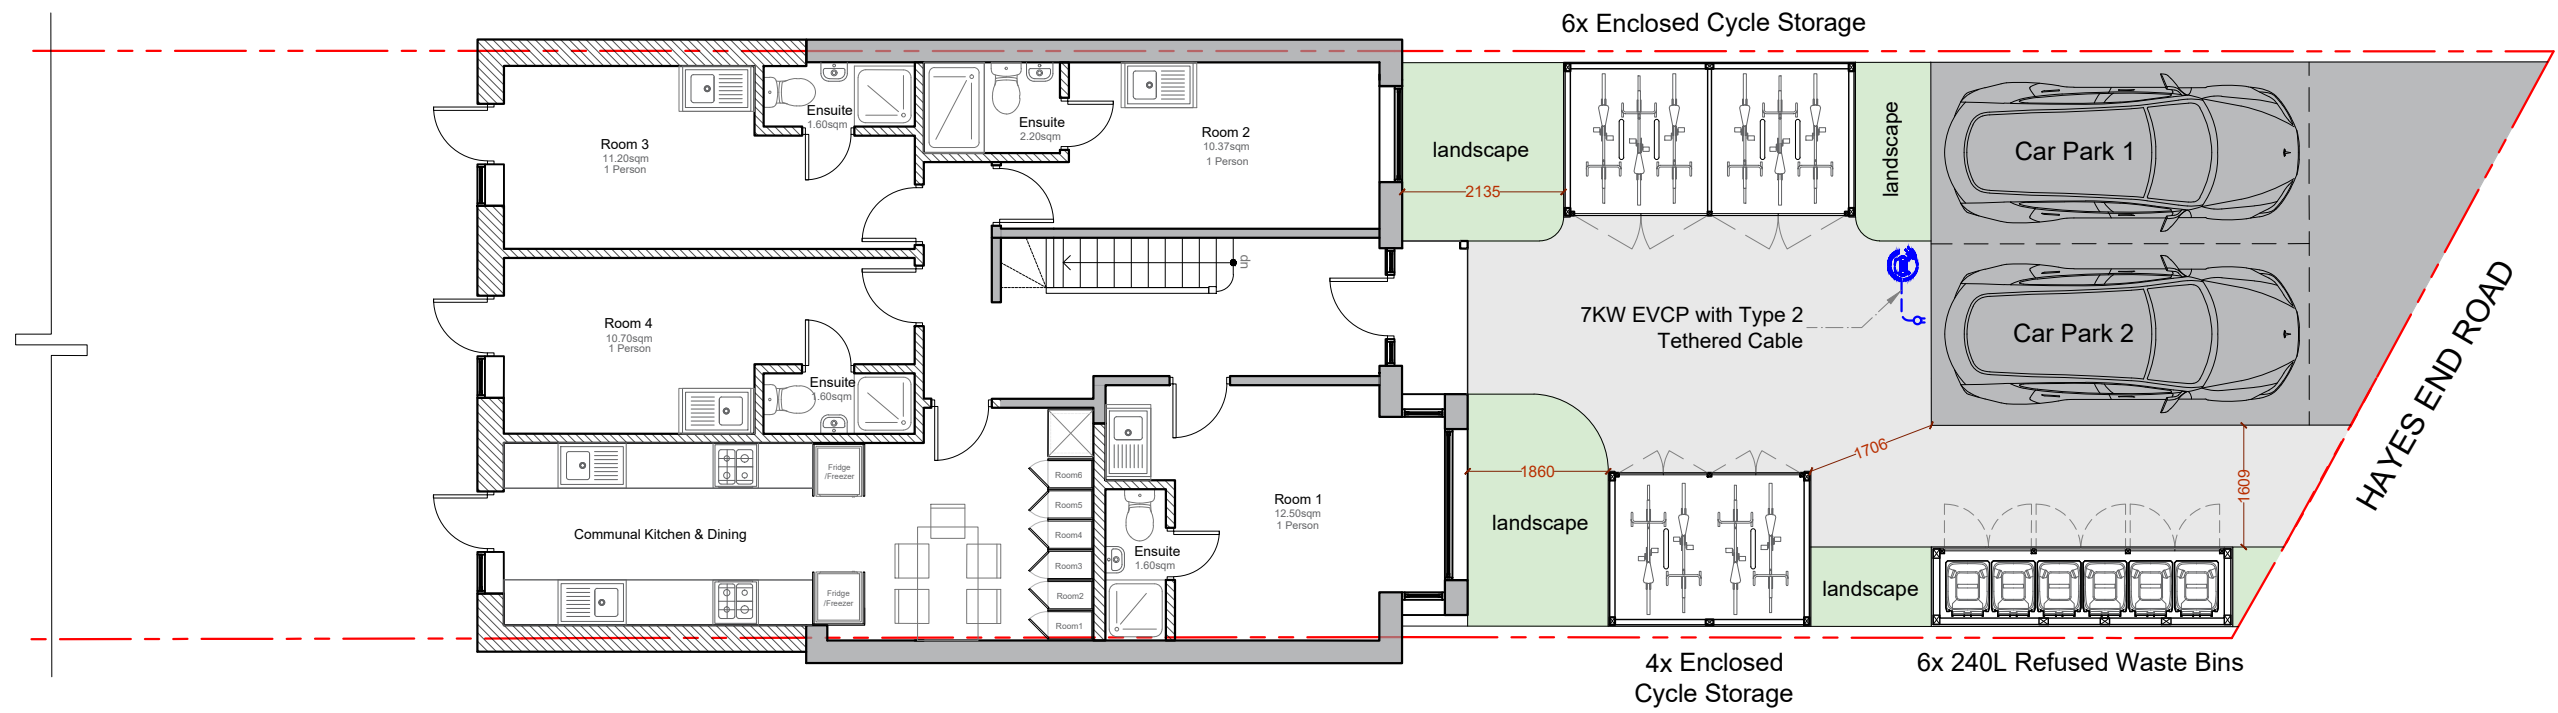 6x Enclosed Cycle Storage
Room 3
11.20sqm
1 Person
Ensuite
1.60sqm
Ensuite
2.20sqm
Room 2
10.37sqm
1 Person
landscape
2135
landscape
Car Park 1
dn
Room 4
10.70sqm
1 Person
Ensuite
1.60sqm
7KW EVCP with Type 2
Tethered Cable
Car Park 2
HAYES END ROAD
Fridge
/Freezer
Communal Kitchen & Dining
Fridge
/Freezer
Room6
Room5
Room4
Room3
Room2
Room1
Ensuite
1.60sqm
Room 1
12.50sqm
1 Person
1860
landscape
1706
1609
landscape
4x Enclosed
Cycle Storage
6x 240L Refused Waste Bins